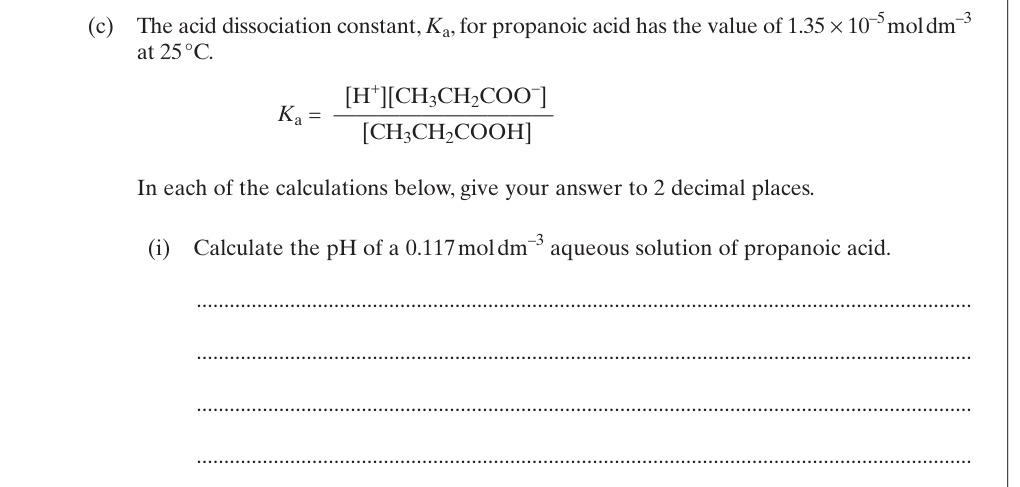 (c) The acid dissociation constant, Kₐ, for propanoic acid has the value of 1.35 × 10⁻⁵ mol dm⁻³
at 25 °C.
[H⁺][CH₃CH₂COO⁻]
Kₐ =
[CH₃CH₂COOH]
In each of the calculations below, give your answer to 2 decimal places.
(i) Calculate the pH of a 0.117 mol dm⁻³ aqueous solution of propanoic acid.